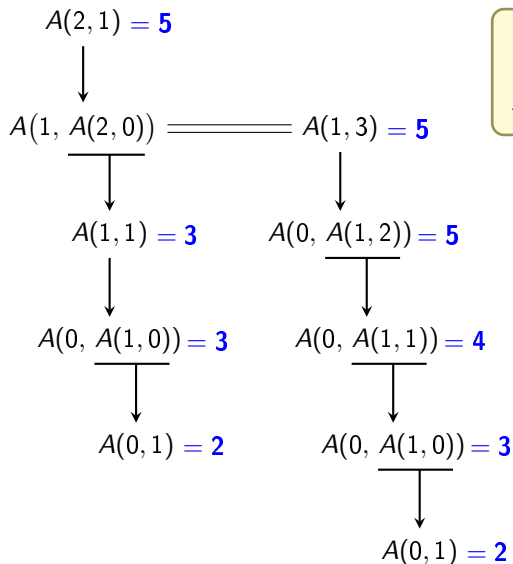 A(2, 1) = 5
A(1, A(2, 0)) A(1, 3) = 5
A(1, 1) = 3 A(0, A(1, 2)) = 5
A(0, A(1, 0)) = 3 A(0, A(1, 1)) = 4
A(0, 1) = 2 A(0, A(1, 0)) = 3
A(0, 1) = 2